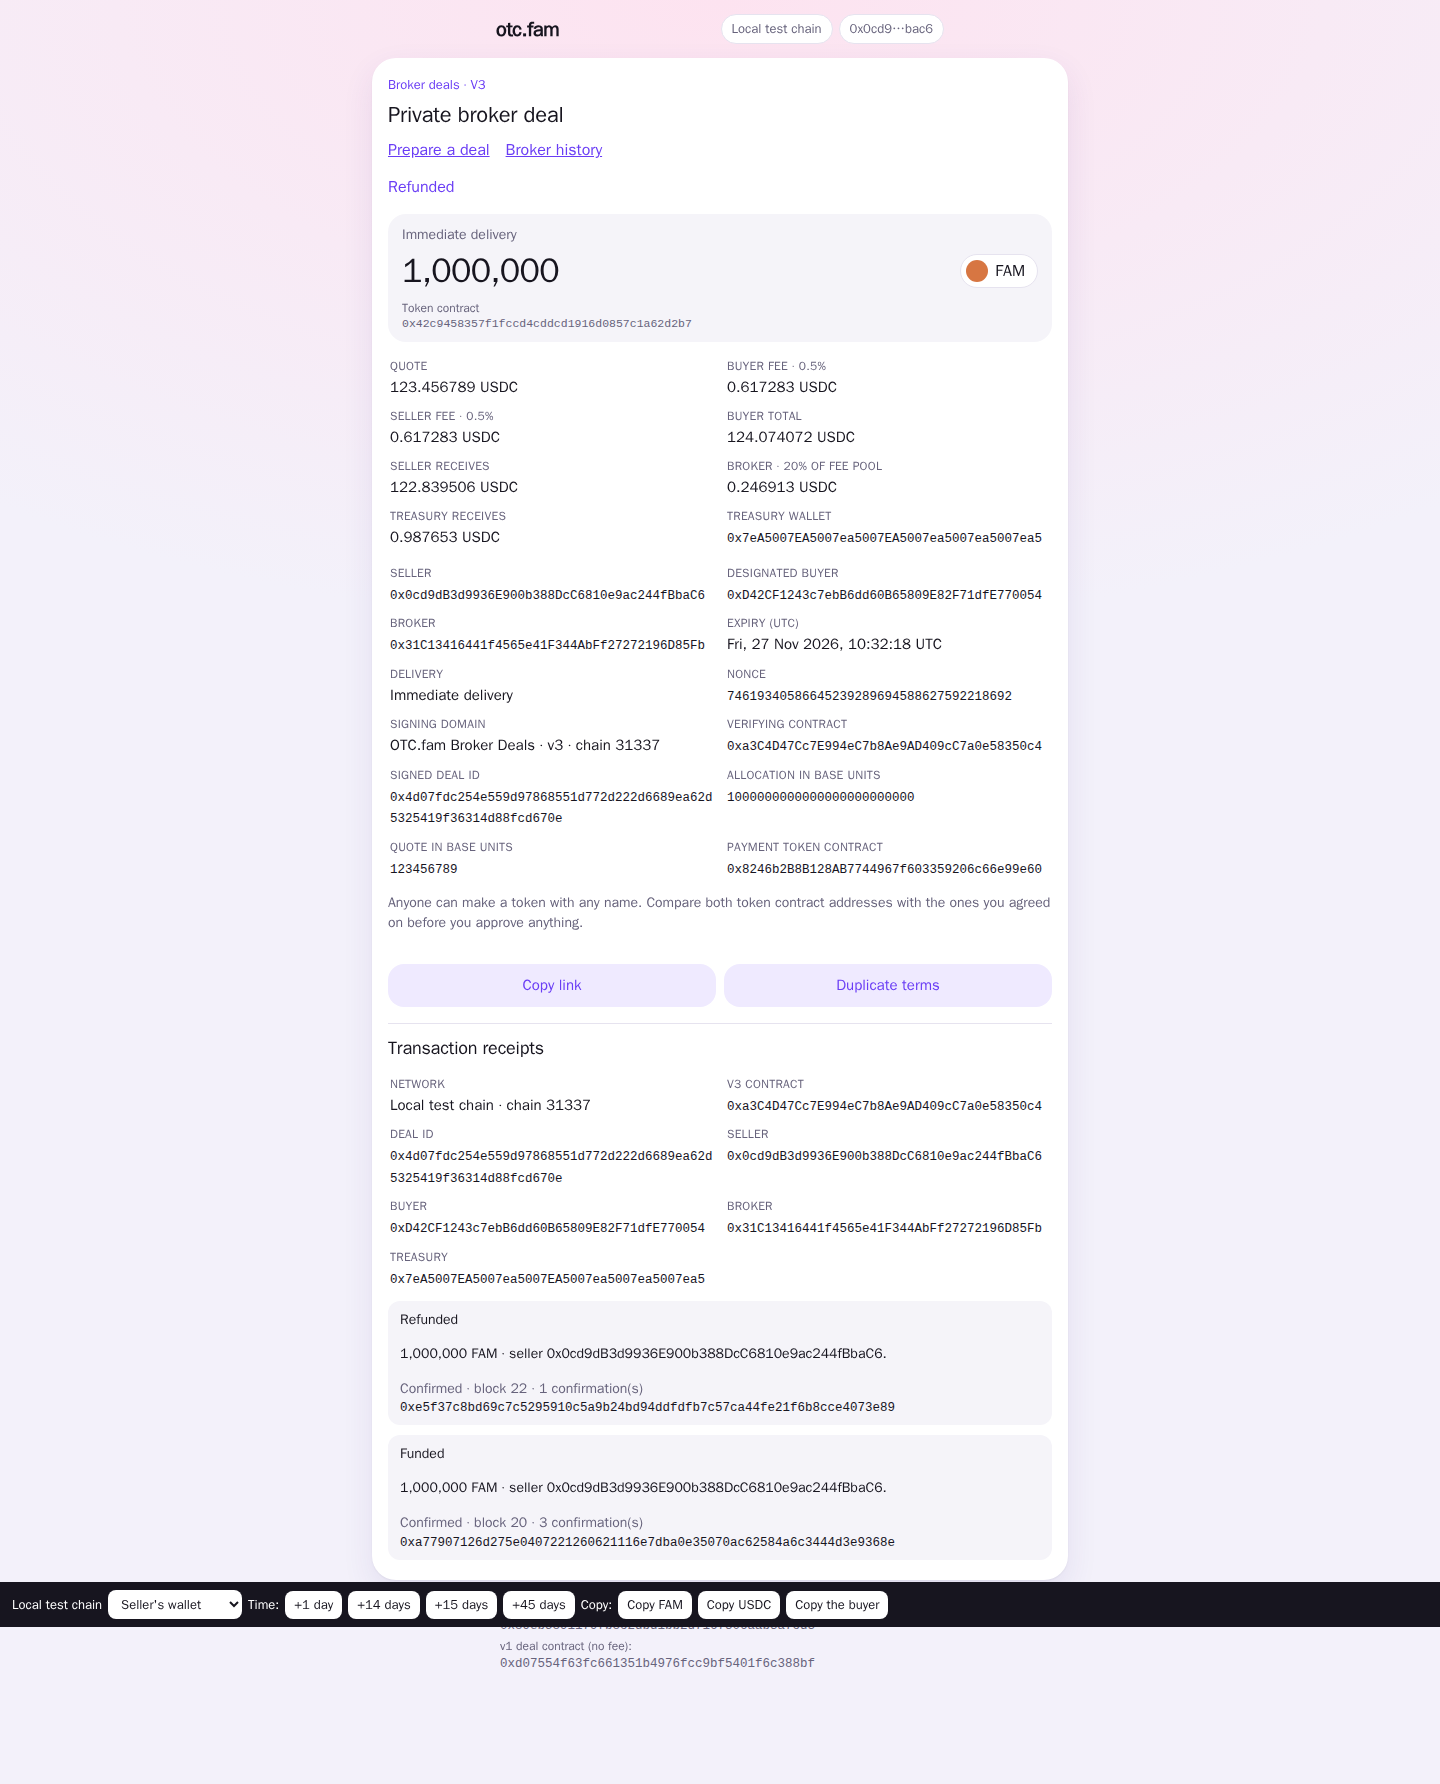 otc.fam
Local test chain
0x0cd9···bac6
Broker deals · V3
Private broker deal
Prepare a deal
Broker history
Refunded
Immediate delivery
1,000,000
FAM
Token contract
0x42c9458357f1fccd4cddcd1916d0857c1a62d2b7
QUOTE
123.456789 USDC
BUYER FEE · 0.5%
0.617283 USDC
SELLER FEE · 0.5%
0.617283 USDC
BUYER TOTAL
124.074072 USDC
SELLER RECEIVES
122.839506 USDC
BROKER · 20% OF FEE POOL
0.246913 USDC
TREASURY RECEIVES
0.987653 USDC
TREASURY WALLET
0x7eA5007EA5007ea5007EA5007ea5007ea5007ea5
SELLER
0x0cd9dB3d9936E900b388DcC6810e9ac244fBbaC6
DESIGNATED BUYER
0xD42CF1243c7ebB6dd60B65809E82F71dfE770054
BROKER
0x31C13416441f4565e41F344AbFf27272196D85Fb
EXPIRY (UTC)
Fri, 27 Nov 2026, 10:32:18 UTC
DELIVERY
Immediate delivery
NONCE
74619340586645239289694588627592218692
SIGNING DOMAIN
OTC.fam Broker Deals · v3 · chain 31337
VERIFYING CONTRACT
0xa3C4D47Cc7E994eC7b8Ae9AD409cC7a0e58350c4
SIGNED DEAL ID
0x4d07fdc254e559d97868551d772d222d6689ea62d
5325419f36314d88fcd670e
ALLOCATION IN BASE UNITS
1000000000000000000000000
QUOTE IN BASE UNITS
123456789
PAYMENT TOKEN CONTRACT
0x8246b2B8B128AB7744967f603359206c66e99e60
Anyone can make a token with any name. Compare both token contract addresses with the ones you agreed
on before you approve anything.
Copy link
Duplicate terms
Transaction receipts
NETWORK
Local test chain · chain 31337
V3 CONTRACT
0xa3C4D47Cc7E994eC7b8Ae9AD409cC7a0e58350c4
DEAL ID
0x4d07fdc254e559d97868551d772d222d6689ea62d
5325419f36314d88fcd670e
SELLER
0x0cd9dB3d9936E900b388DcC6810e9ac244fBbaC6
BUYER
0xD42CF1243c7ebB6dd60B65809E82F71dfE770054
BROKER
0x31C13416441f4565e41F344AbFf27272196D85Fb
TREASURY
0x7eA5007EA5007ea5007EA5007ea5007ea5007ea5
Refunded
1,000,000 FAM · seller 0x0cd9dB3d9936E900b388DcC6810e9ac244fBbaC6.
Confirmed · block 22 · 1 confirmation(s)
0xe5f37c8bd69c7c5295910c5a9b24bd94ddfdfb7c57ca44fe21f6b8cce4073e89
Funded
1,000,000 FAM · seller 0x0cd9dB3d9936E900b388DcC6810e9ac244fBbaC6.
Confirmed · block 20 · 3 confirmation(s)
0xa77907126d275e0407221260621116e7dba0e35070ac62584a6c3444d3e9368e
Local test chain
Seller's wallet
Time:
+1 day
+14 days
+15 days
+45 days
Copy:
Copy FAM
Copy USDC
Copy the buyer
v1 deal contract (no fee):
0xd07554f63fc661351b4976fcc9bf5401f6c388bf